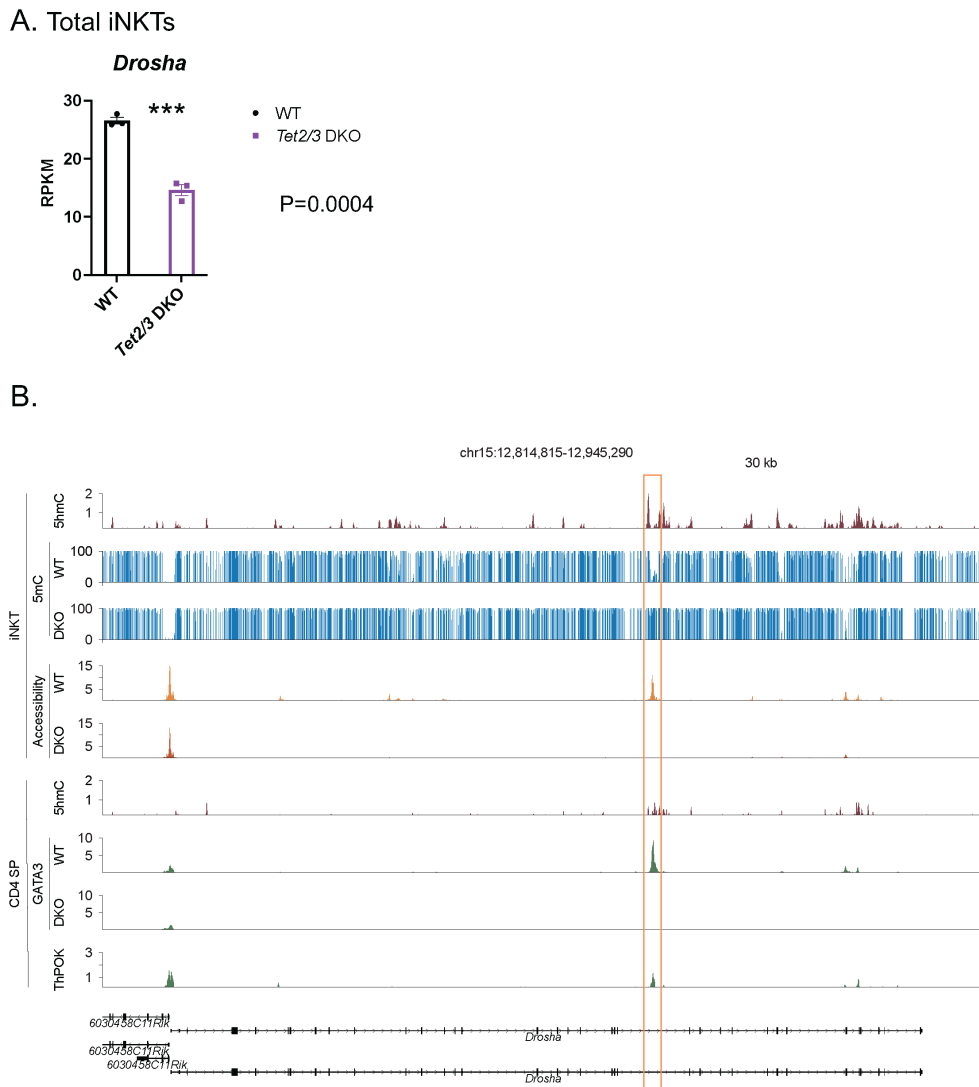 A. Total iNKTs
Drosha
***
30
20
10
0
RPKM
WT
Tet2/3 DKO
WT
Tet2/3 DKO
P=0.0004
B.
chr15:12,814,815-12,945,290
30 kb
iNKT
5hmC
2
1
5mC
WT
100
0
DKO
100
0
Accessibility
WT
15
5
DKO
15
5
CD4 SP
5hmC
2
1
GATA3
WT
10
5
DKO
10
5
ThPOK
3
1
6030458C11Rik
Drosha
6030458C11Rik
6030458C11Rik
Drosha